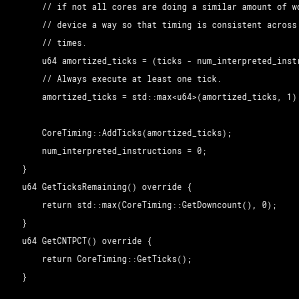 // if not all cores are doing a similar amount of
// device a way so that timing is consistent across
// times.
u64 amortized_ticks = (ticks - num_interpreted_
// Always execute at least one tick.
amortized_ticks = std::max<u64>(amortized_ticks, 1)
CoreTiming::AddTicks(amortized_ticks);
num_interpreted_instructions = 0;
}
u64 GetTicksRemaining() override {
return std::max(CoreTiming::GetDowncount(), 0);
}
u64 GetCNTPCT() override {
return CoreTiming::GetTicks();
}